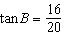 tan B = 16/20